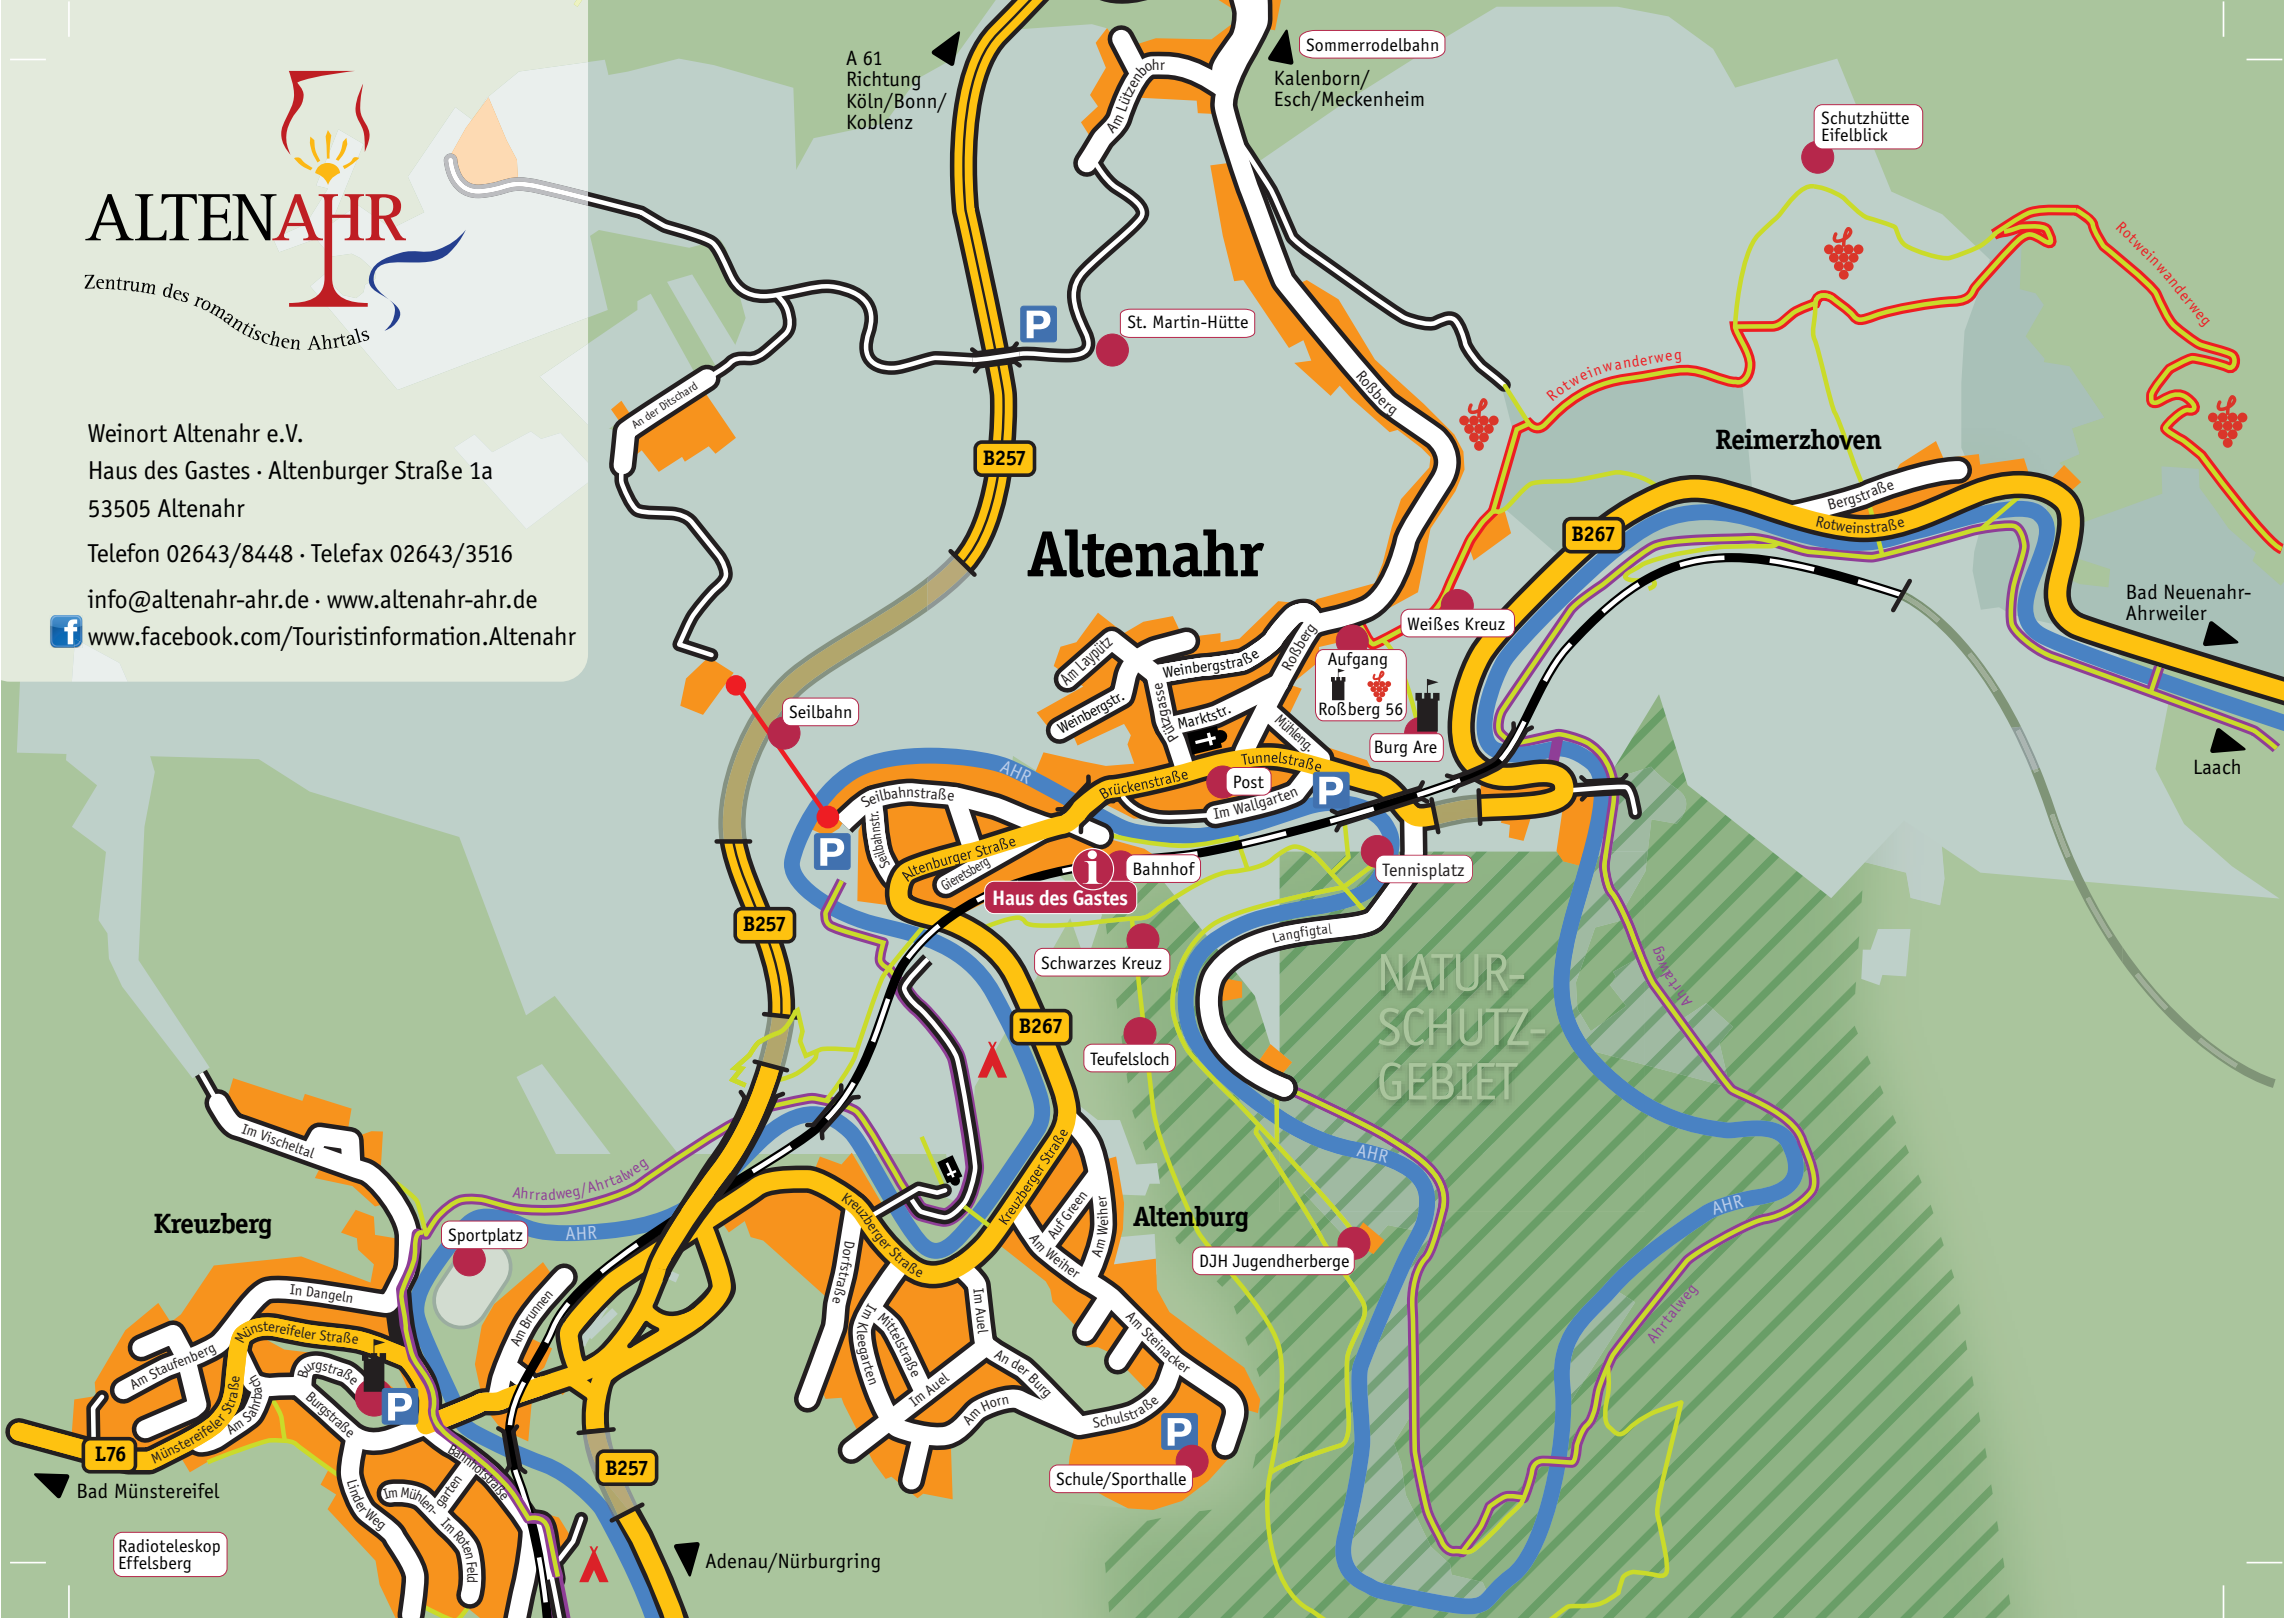 ALTENAHR
Zentrum des romantischen Ahrtals
Weinort Altenahr e.V.
Haus des Gastes · Altenburger Straße 1a
53505 Altenahr
Telefon 02643/8448 · Telefax 02643/3516
info@altenahr-ahr.de · www.altenahr-ahr.de
f www.facebook.com/Touristinformation.Altenahr
A 61
Richtung
Köln/Bonn/
Koblenz
Sommerrodelbahn
Kalenborn/
Esch/Meckenheim
Am Lützenbohr
Schutzhütte
Eifelblick
Rotweinwanderweg
P
St. Martin-Hütte
Roßberg
Rotweinwanderweg
An der Ditschard
B257
Reimerzhoven
Bergstraße
Rotweinstraße
B267
Altenahr
Bad Neuenahr-
Ahrweiler
Laach
Weißes Kreuz
Aufgang
Roßberg 56
Burg Are
Am Laypütz
Weinbergstraße
Roßberg
Weinbergstr.
Pützgasse
Marktstr.
Mühleng.
Seilbahn
AHR
Tunnelstraße
Brückenstraße
Post
P
Im Wallgarten
Seilbahnstraße
Seilbahnstr.
P
Altenburger Straße
Gieretsberg
i
Bahnhof
Haus des Gastes
Tennisplatz
B257
Langfigtal
Schwarzes Kreuz
NATUR-
SCHUTZ-
GEBIET
Ahrtalweg
B267
Teufelsloch
Im Vischeltal
AHR
Ahrradweg/Ahrtalweg
AHR
AHR
Kreuzberg
Sportplatz
Kreuzberger Straße
Kreuzberger Straße
Auf Green
Am Weiher
Am Weiher
Altenburg
DJH Jugendherberge
Dorfstraße
In Dangeln
Am Brunnen
Münstereifeler Straße
Am Staufenberg
Burgstraße
Burgstraße
Münstereifeler Straße
Am Sahrbach
P
Im Kleegarten
Mittelstraße
Im Auel
Im Auel
An der Burg
Am Horn
Am Steinacker
Schulstraße
Ahrtalweg
P
Schule/Sporthalle
L76
Bad Münstereifel
Bahnhofstraße
B257
Linder Weg
Im Mühlen-
garten
Im Roten Feld
Radioteleskop
Effelsberg
Adenau/Nürburgring